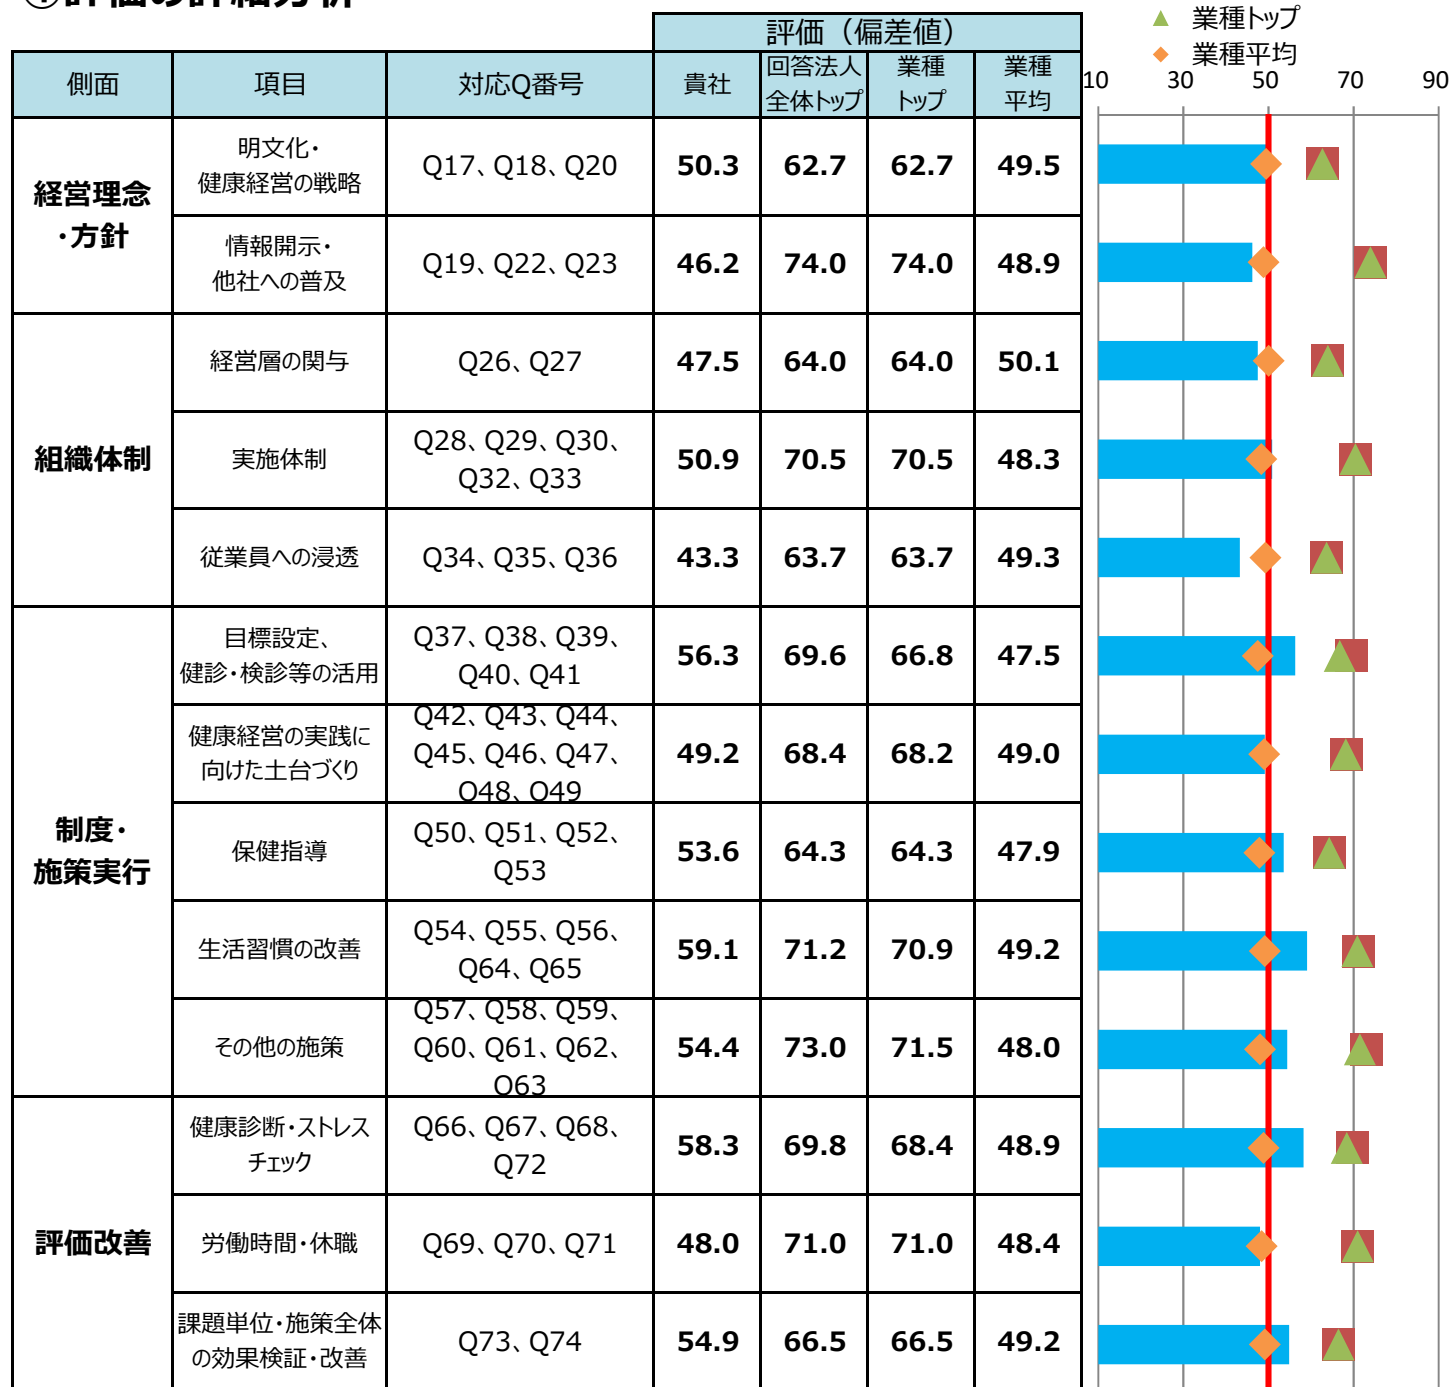 ①評価の詳細分析
業種トップ
業種平均
評価（偏差値）
側面 項目 対応Q番号 貴社 回答法人全体トップ 業種トップ 業種平均
10 30 50 70 90
経営理念・方針
明文化・
健康経営の戦略
Q17、Q18、Q20
50.3 62.7 62.7 49.5
情報開示・
他社への普及
Q19、Q22、Q23
46.2 74.0 74.0 48.9
組織体制
経営層の関与
Q26、Q27
47.5 64.0 64.0 50.1
実施体制
Q28、Q29、Q30、
Q32、Q33
50.9 70.5 70.5 48.3
従業員への浸透
Q34、Q35、Q36
43.3 63.7 63.7 49.3
制度・
施策実行
目標設定、
健診・検診等の活用
Q37、Q38、Q39、
Q40、Q41
56.3 69.6 66.8 47.5
健康経営の実践に
向けた土台づくり
Q42、Q43、Q44、
Q45、Q46、Q47、
Q48、Q49
49.2 68.4 68.2 49.0
保健指導
Q50、Q51、Q52、
Q53
53.6 64.3 64.3 47.9
生活習慣の改善
Q54、Q55、Q56、
Q64、Q65
59.1 71.2 70.9 49.2
その他の施策
Q57、Q58、Q59、
Q60、Q61、Q62、
Q63
54.4 73.0 71.5 48.0
評価改善
健康診断・ストレス
チェック
Q66、Q67、Q68、
Q72
58.3 69.8 68.4 48.9
労働時間・休職
Q69、Q70、Q71
48.0 71.0 71.0 48.4
課題単位・施策全体
の効果検証・改善
Q73、Q74
54.9 66.5 66.5 49.2